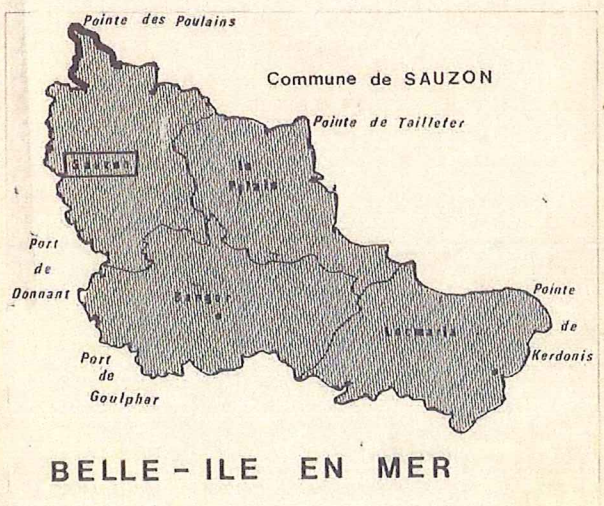 Pointe des Poulains
Commune de SAUZON
Pointe de Taillefer
Sauzon
le
Palais
Port
de
Donnant
Bangor
Locmaria
Pointe
de
Kerdonis
Port
de
Goulphar
BELLE - ILE EN MER